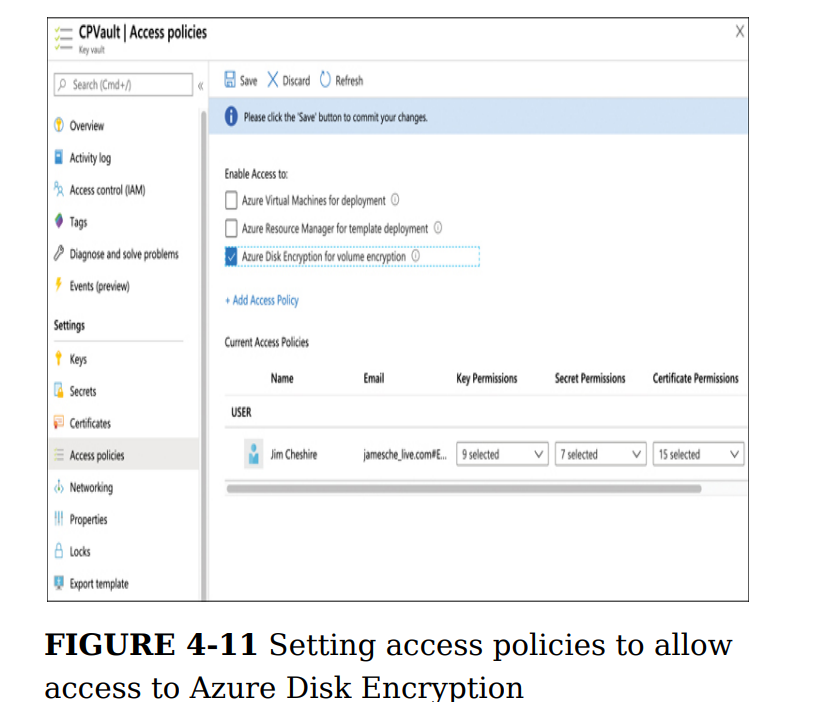 CPVault | Access policies
Key vault
Search (Cmd+/)
«
Save
Discard
Refresh
Please click the 'Save' button to commit your changes.
Overview
Activity log
Access control (IAM)
Tags
Diagnose and solve problems
Events (preview)
Settings
Keys
Secrets
Certificates
Access policies
Networking
Properties
Locks
Export template
Enable Access to:
Azure Virtual Machines for deployment
Azure Resource Manager for template deployment
Azure Disk Encryption for volume encryption
+ Add Access Policy
Current Access Policies
Name Email Key Permissions Secret Permissions Certificate Permissions
USER
Jim Cheshire jamesche_live.com#E... 9 selected 7 selected 15 selected
FIGURE 4-11 Setting access policies to allow
access to Azure Disk Encryption